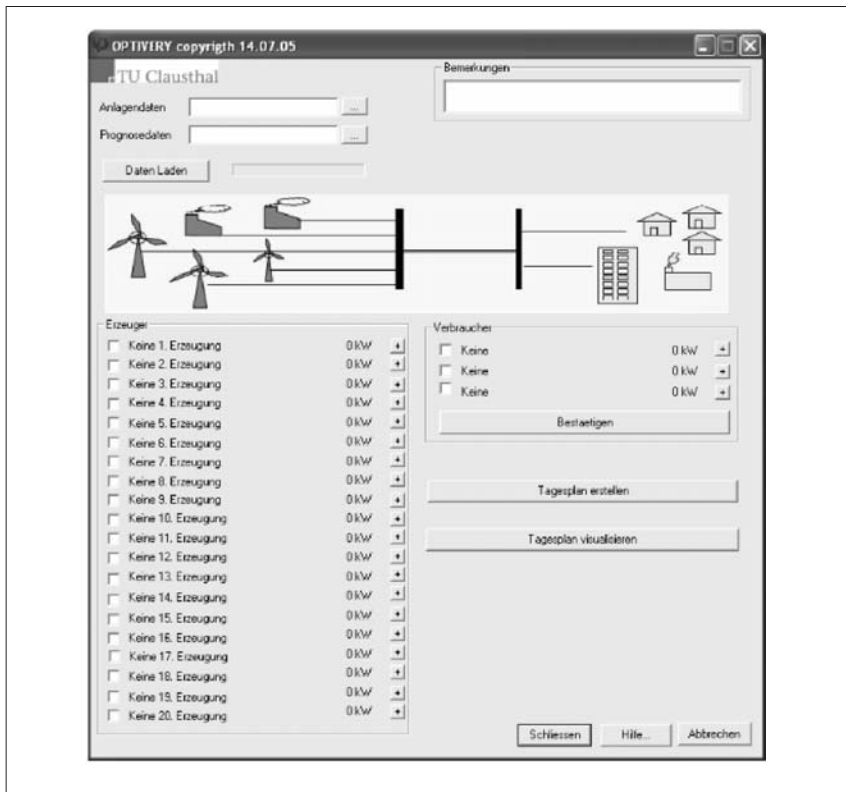 OPTIVERY copyrigth 14.07.05
TU Clausthal
Bemerkungen
Anlagendaten
...
Prognosedaten
...
Daten Laden
Erzeuger
Keine 1. Erzeugung 0 kW +
Keine 2. Erzeugung 0 kW +
Keine 3. Erzeugung 0 kW +
Keine 4. Erzeugung 0 kW +
Keine 5. Erzeugung 0 kW +
Keine 6. Erzeugung 0 kW +
Keine 7. Erzeugung 0 kW +
Keine 8. Erzeugung 0 kW +
Keine 9. Erzeugung 0 kW +
Keine 10. Erzeugung 0 kW +
Keine 11. Erzeugung 0 kW +
Keine 12. Erzeugung 0 kW +
Keine 13. Erzeugung 0 kW +
Keine 14. Erzeugung 0 kW +
Keine 15. Erzeugung 0 kW +
Keine 16. Erzeugung 0 kW +
Keine 17. Erzeugung 0 kW +
Keine 18. Erzeugung 0 kW +
Keine 19. Erzeugung 0 kW +
Keine 20. Erzeugung 0 kW +
Verbraucher
Keine 0 kW +
Keine 0 kW +
Keine 0 kW +
Bestaetigen
Tagesplan erstellen
Tagesplan visualisieren
Schliessen
Hilfe...
Abbrechen